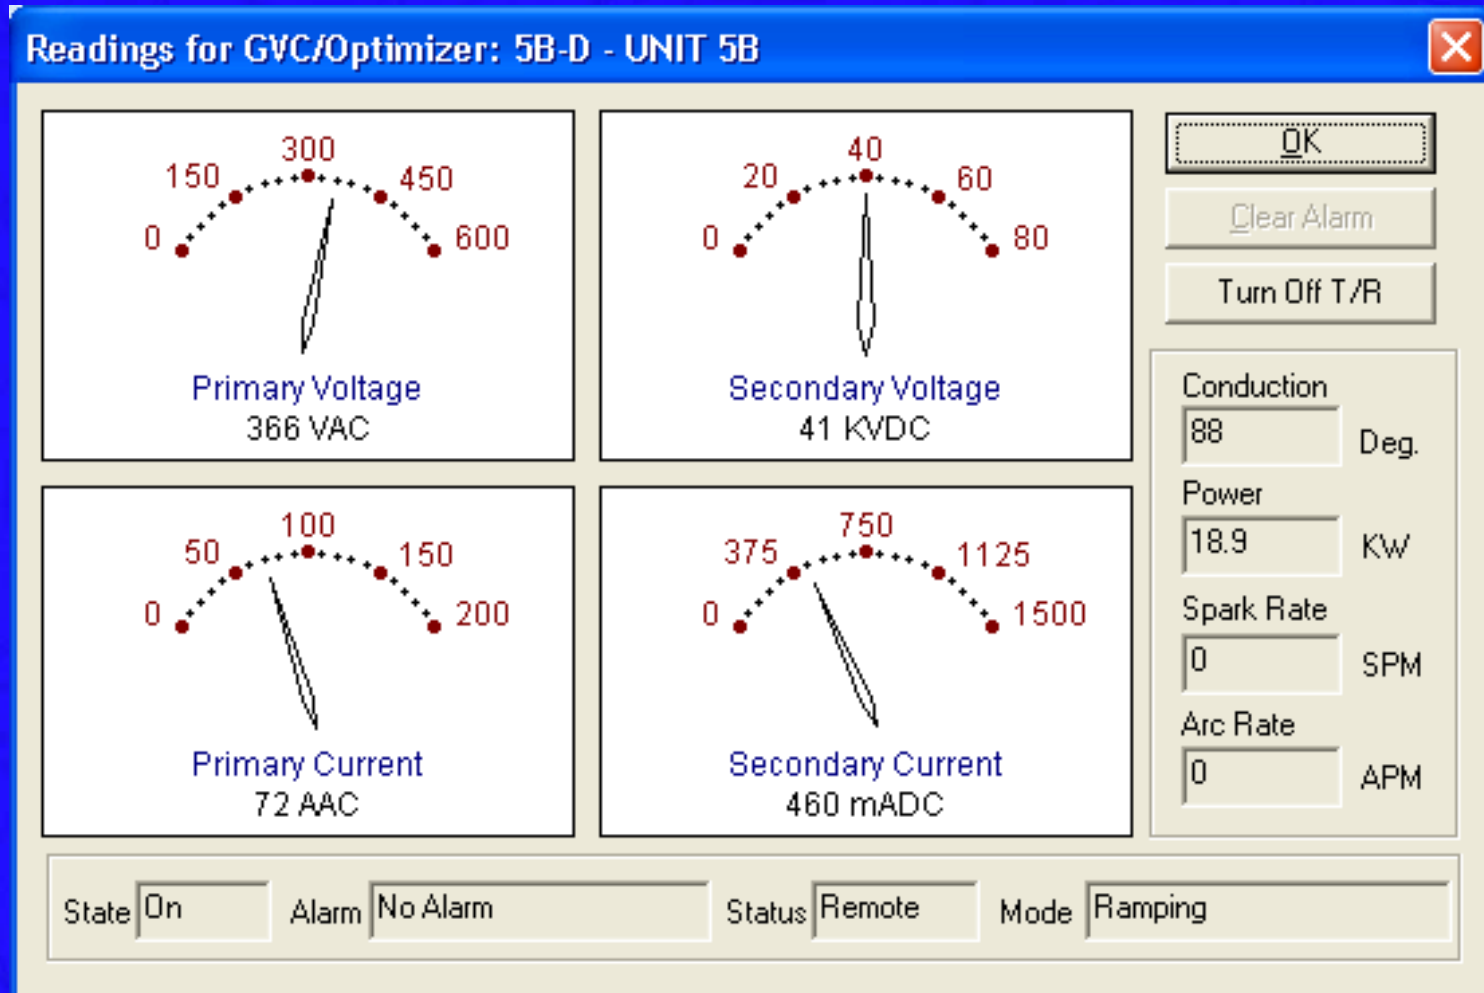 Readings for GVC/Optimizer: 5B-D - UNIT 5B
0 150 300 450 600
Primary Voltage
366 VAC
0 20 40 60 80
Secondary Voltage
41 KVDC
OK
Clear Alarm
Turn Off T/R
0 50 100 150 200
Primary Current
72 AAC
0 375 750 1125 1500
Secondary Current
460 mADC
Conduction
88 Deg.
Power
18.9 KW
Spark Rate
0 SPM
Arc Rate
0 APM
State On Alarm No Alarm Status Remote Mode Ramping